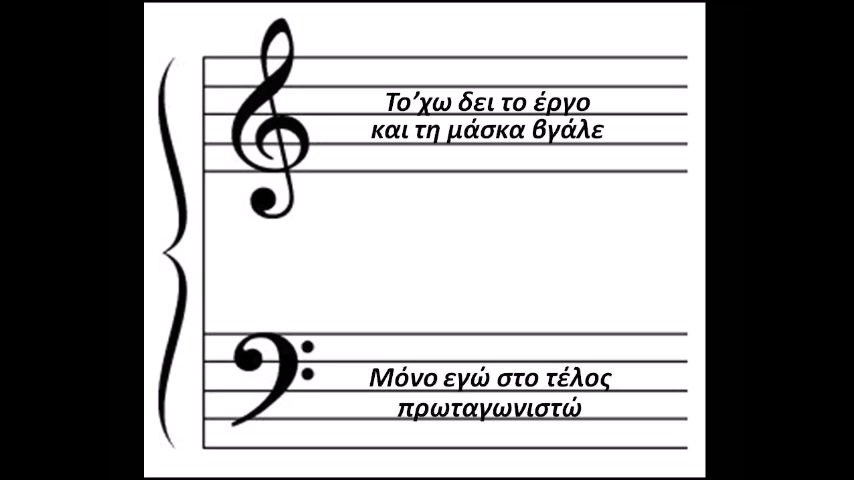 Το’χω δει το έργο
και τη μάσκα βγάλε
Μόνο εγώ στο τέλος
πρωταγωνιστώ